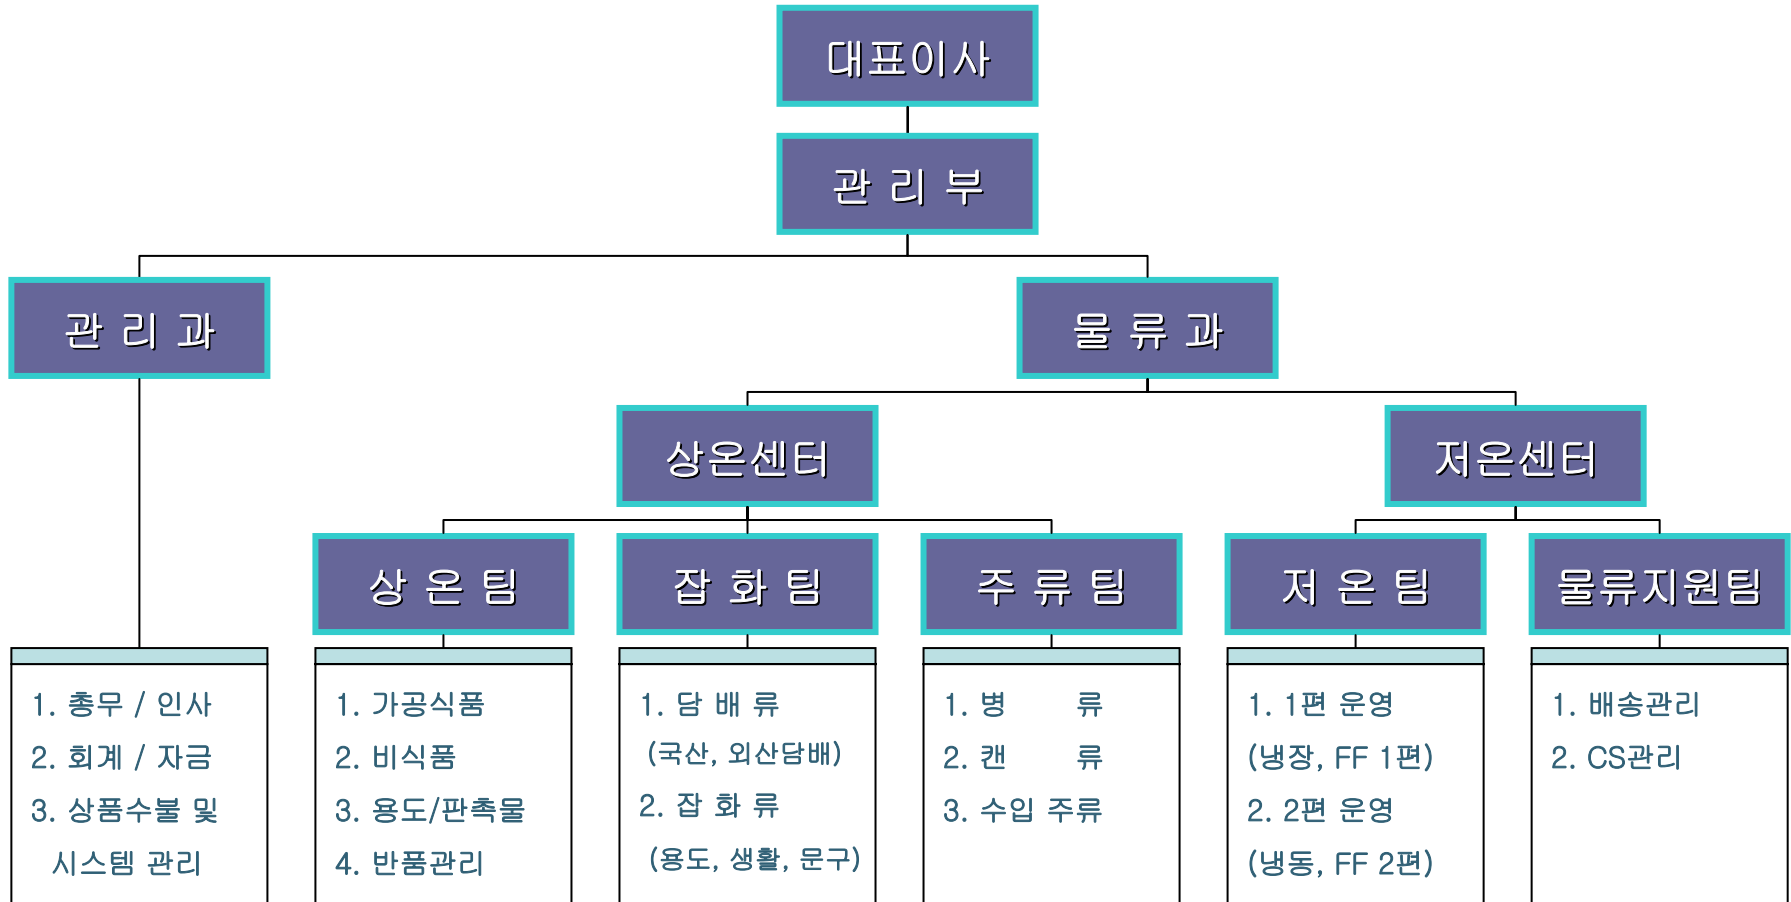 대표이사
관 리 부
관 리 과
물 류 과
상온센터
저온센터
상 온 팀
잡 화 팀
주 류 팀
저 온 팀
물류지원팀
1. 총무 / 인사
2. 회계 / 자금
3. 상품수불 및
시스템 관리
1. 가공식품
2. 비식품
3. 용도/판촉물
4. 반품관리
1. 담 배 류
(국산, 외산담배)
2. 잡 화 류
(용도, 생활, 문구)
1. 병 류
2. 캔 류
3. 수입 주류
1. 1편 운영
(냉장, FF 1편)
2. 2편 운영
(냉동, FF 2편)
1. 배송관리
2. CS관리